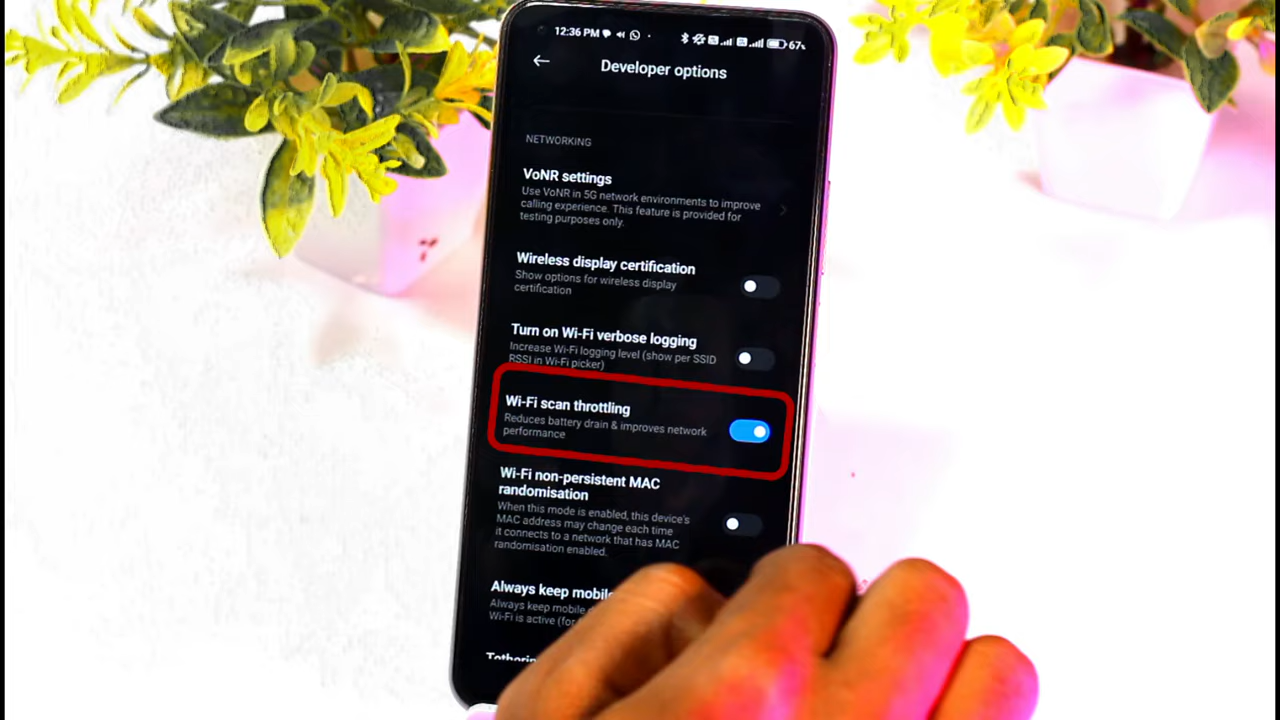 12:36 PM 67%
Developer options
NETWORKING
VoNR settings
Use VoNR in 5G network environments to improve
calling experience. This feature is provided for
testing purposes only.
Wireless display certification
Show options for wireless display
certification
Turn on Wi-Fi verbose logging
Increase Wi-Fi logging level (show per SSID
RSSI in Wi-Fi picker)
Wi-Fi scan throttling
Reduces battery drain & improves network
performance
Wi-Fi non-persistent MAC
randomisation
When this mode is enabled, this device's
MAC address may change each time
it connects to a network that has MAC
randomisation enabled.
Always keep mobile
Always keep mobile
Wi-Fi is active (for